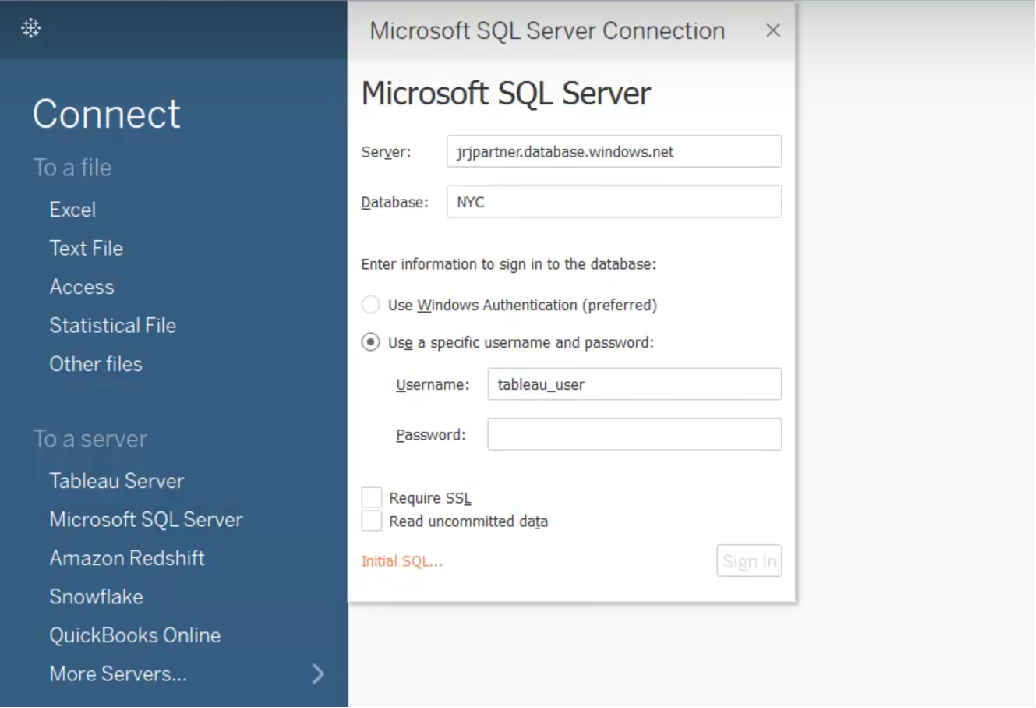 Connect
To a file
Excel
Text File
Access
Statistical File
Other files
To a server
Tableau Server
Microsoft SQL Server
Amazon Redshift
Snowflake
QuickBooks Online
More Servers...
Microsoft SQL Server Connection
Microsoft SQL Server
Server: jrjpartner.database.windows.net
Database: NYC
Enter information to sign in to the database:
Use Windows Authentication (preferred)
Use a specific username and password:
Username: tableau_user
Password:
Require SSL
Read uncommitted data
Initial SQL... Sign In